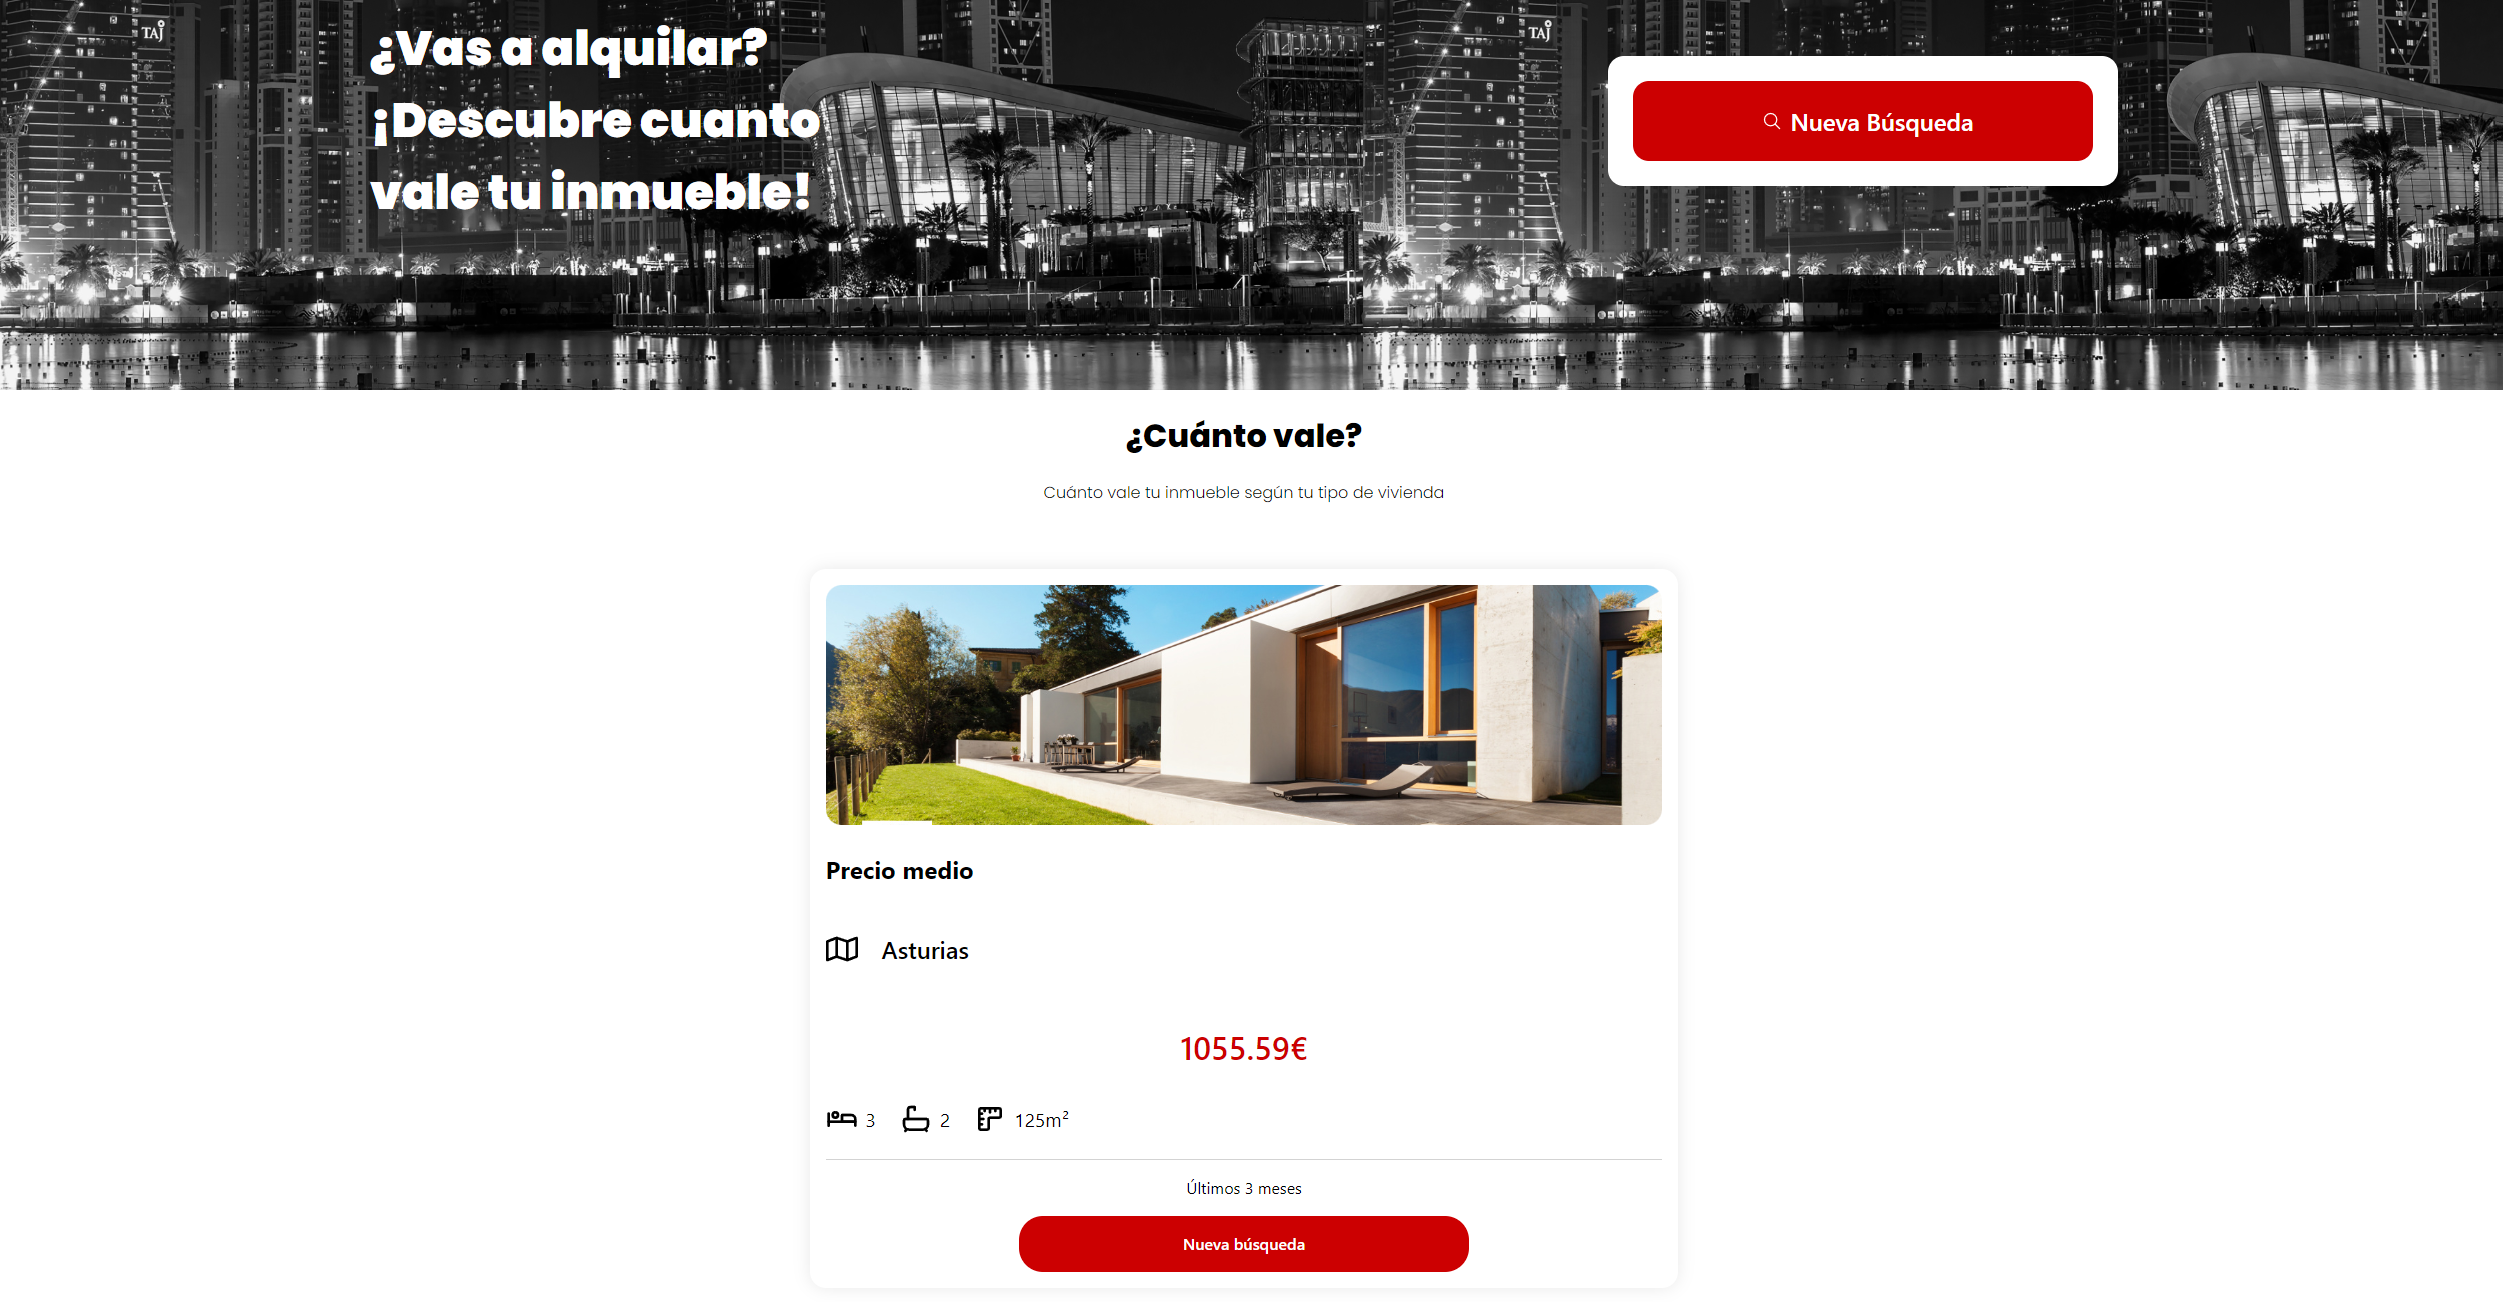 TAJ
TAJ
¿Vas a alquilar?
¡Descubre cuanto
vale tu inmueble!
Nueva Búsqueda
¿Cuánto vale?
Cuánto vale tu inmueble según tu tipo de vivienda
Precio medio
Asturias
1055.59€
3 2 125m²
Últimos 3 meses
Nueva búsqueda